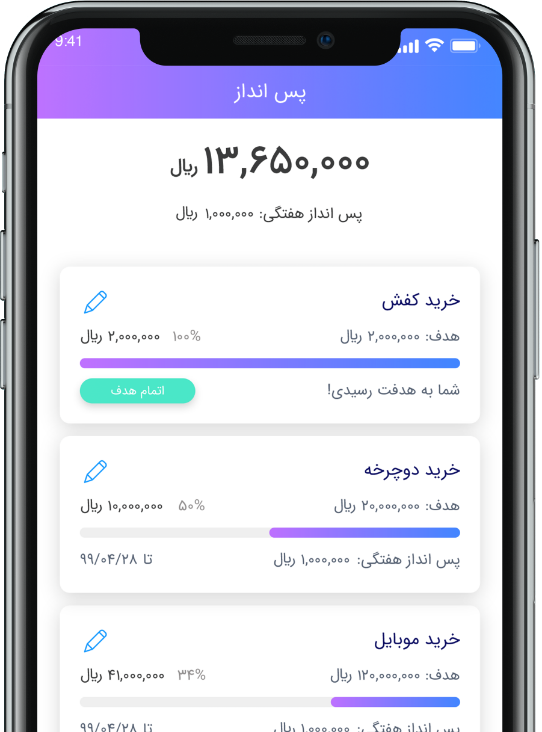 9:41
پس انداز
۱۳,۶۵۰,۰۰۰ ریال
پس انداز هفتگی: ۱,۰۰۰,۰۰۰ ریال
خرید کفش
هدف: ۲,۰۰۰,۰۰۰ ریال ۱۰۰% ۲,۰۰۰,۰۰۰ ریال
شما به هدفت رسیدی! اتمام هدف
خرید دوچرخه
هدف: ۲۰,۰۰۰,۰۰۰ ریال ۵۰% ۱۰,۰۰۰,۰۰۰ ریال
پس انداز هفتگی: ۱,۰۰۰,۰۰۰ ریال تا ۹۹/۰۴/۲۸
خرید موبایل
هدف: ۱۲۰,۰۰۰,۰۰۰ ریال ۳۴% ۴۱,۰۰۰,۰۰۰ ریال
پس انداز هفتگی: ۱,۰۰۰,۰۰۰ ریال تا ۹۹/۰۴/۲۸